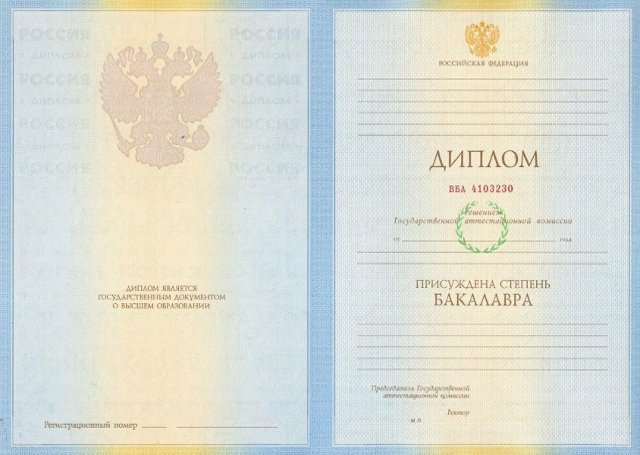 РОССИЯ РОССИЯ
• ДИПЛОМ • • ДИПЛОМ •
РОССИЯ РОССИЯ
• ДИПЛОМ • • ДИПЛОМ •
РОССИЯ РОССИЯ
• ДИПЛОМ • • ДИПЛОМ •
РОССИЯ РОССИЯ
ДИПЛОМ ЯВЛЯЕТСЯ
ГОСУДАРСТВЕННЫМ ДОКУМЕНТОМ
О ВЫСШЕМ ОБРАЗОВАНИИ
Регистрационный номер
РОССИЙСКАЯ ФЕДЕРАЦИЯ
ДИПЛОМ
ВБА 4103230
Решением
Государственной аттестационной комиссии
от года
ПРИСУЖДЕНА СТЕПЕНЬ
БАКАЛАВРА
Председатель Государственной
аттестационной комиссии
Ректор
М.П.